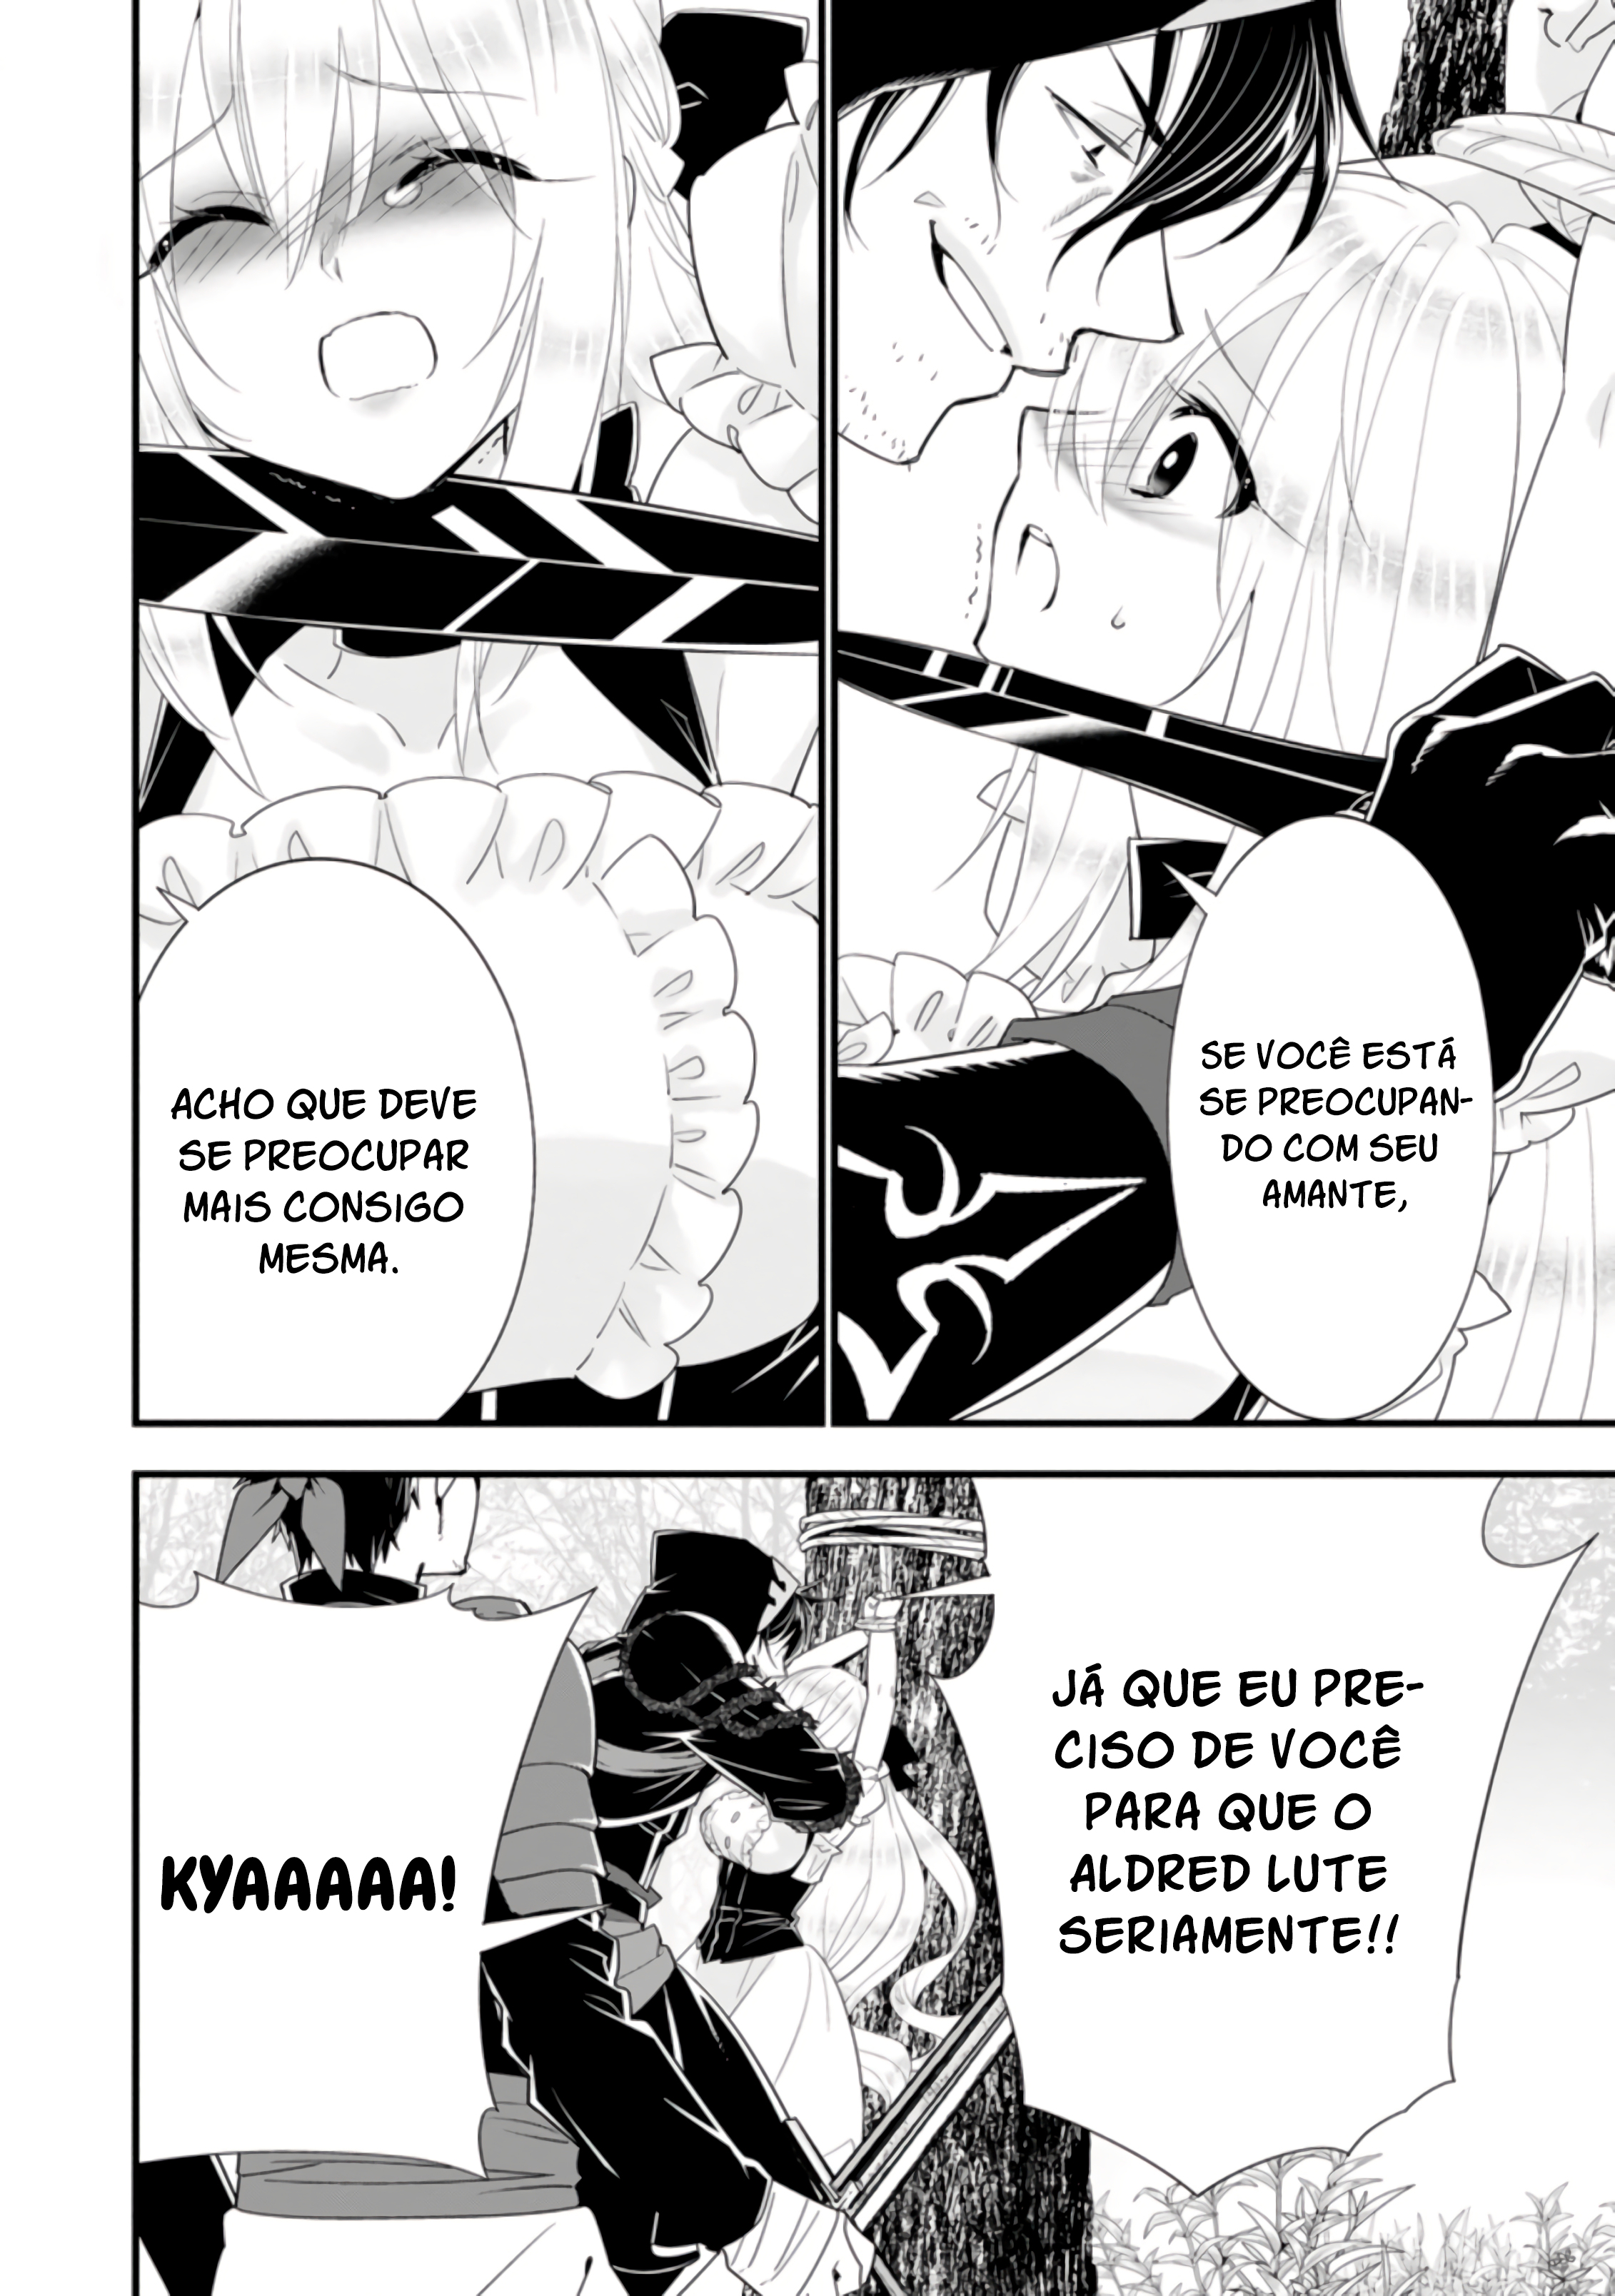 SE VOCÊ ESTÁ
SE PREOCUPAN-
DO COM SEU
AMANTE,
ACHO QUE DEVE
SE PREOCUPAR
MAIS CONSIGO
MESMA.
JÁ QUE EU PRE-
CISO DE VOCÊ
PARA QUE O
ALDRED LUTE
SERIAMENTE!!
KYAAAAA!